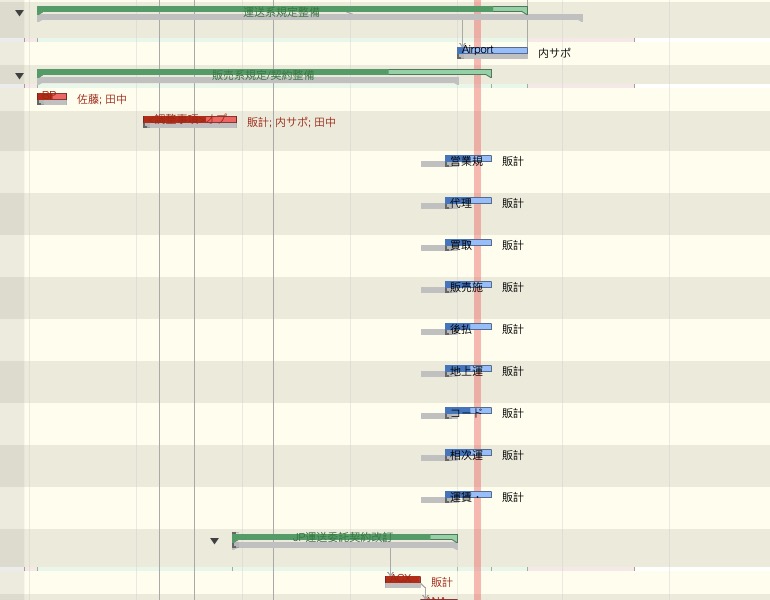 運送系規定整備
Airport 内サポ
販売系規定/契約整備
佐藤; 田中
調整事項 オプ 販計; 内サポ; 田中
営業規 販計
代理 販計
買取 販計
販売施 販計
後払 販計
地上運 販計
コード 販計
相次運 販計
運賃・ 販計
JP運送委託契約改訂
販計